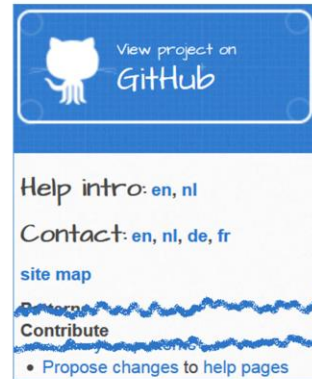 View project on
GitHub
Help intro: en, nl
Contact: en, nl, de, fr
site map
Contribute
• Propose changes to help pages